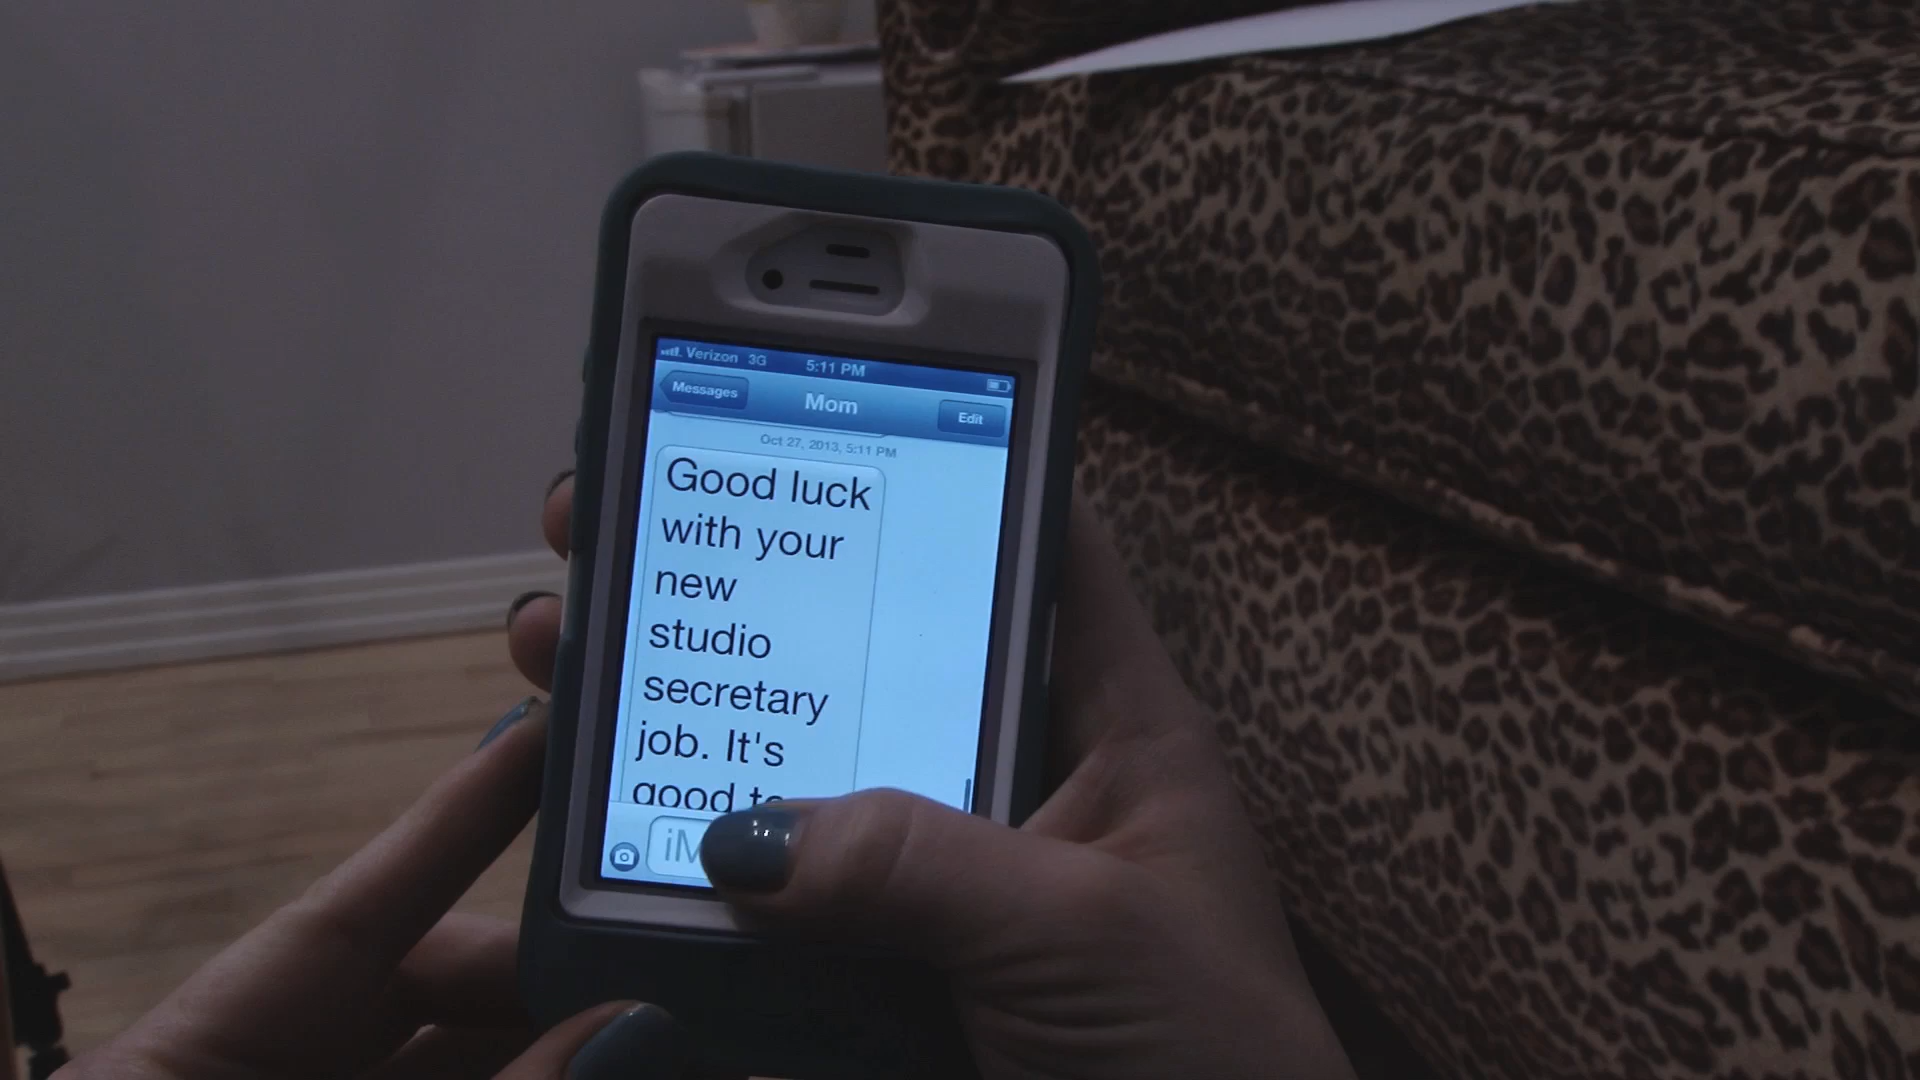 Verizon 3G 5:11 PM
Messages Mom Edit
Oct 27, 2013, 5:11 PM
Good luck
with your
new
studio
secretary
job. It's
good